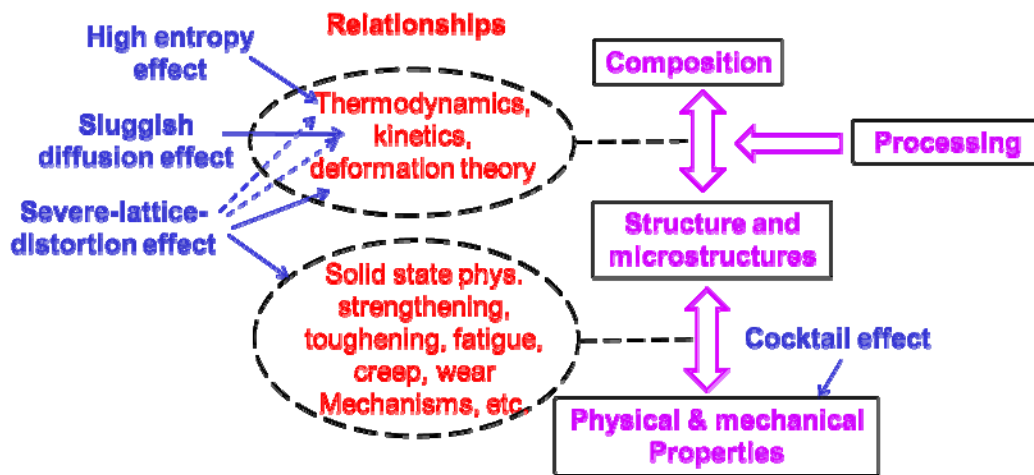 Relationships
High entropy
effect
Sluggish
diffusion effect
Severe-lattice-
distortion effect
Thermodynamics,
kinetics,
deformation theory
Solid state phys.
strengthening,
toughening, fatigue,
creep, wear
Mechanisms, etc.
Composition
Processing
Structure and
microstructures
Cocktail effect
Physical & mechanical
Properties